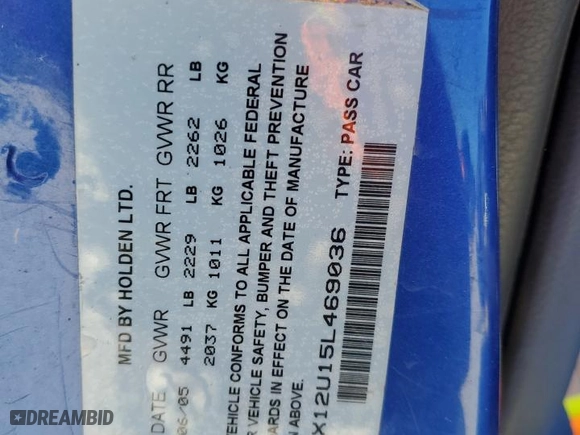 MFD BY HOLDEN LTD.
DATE GVWR GVWR FRT GVWR RR
06/05 4491 LB 2229 LB 2262 LB
2037 KG 1011 KG 1026 KG
VEHICLE CONFORMS TO ALL APPLICABLE FEDERAL
VEHICLE SAFETY, BUMPER AND THEFT PREVENTION
ARDS IN EFFECT ON THE DATE OF MANUFACTURE
ABOVE.
X12U15L469036 TYPE: PASS CAR
DREAMBID